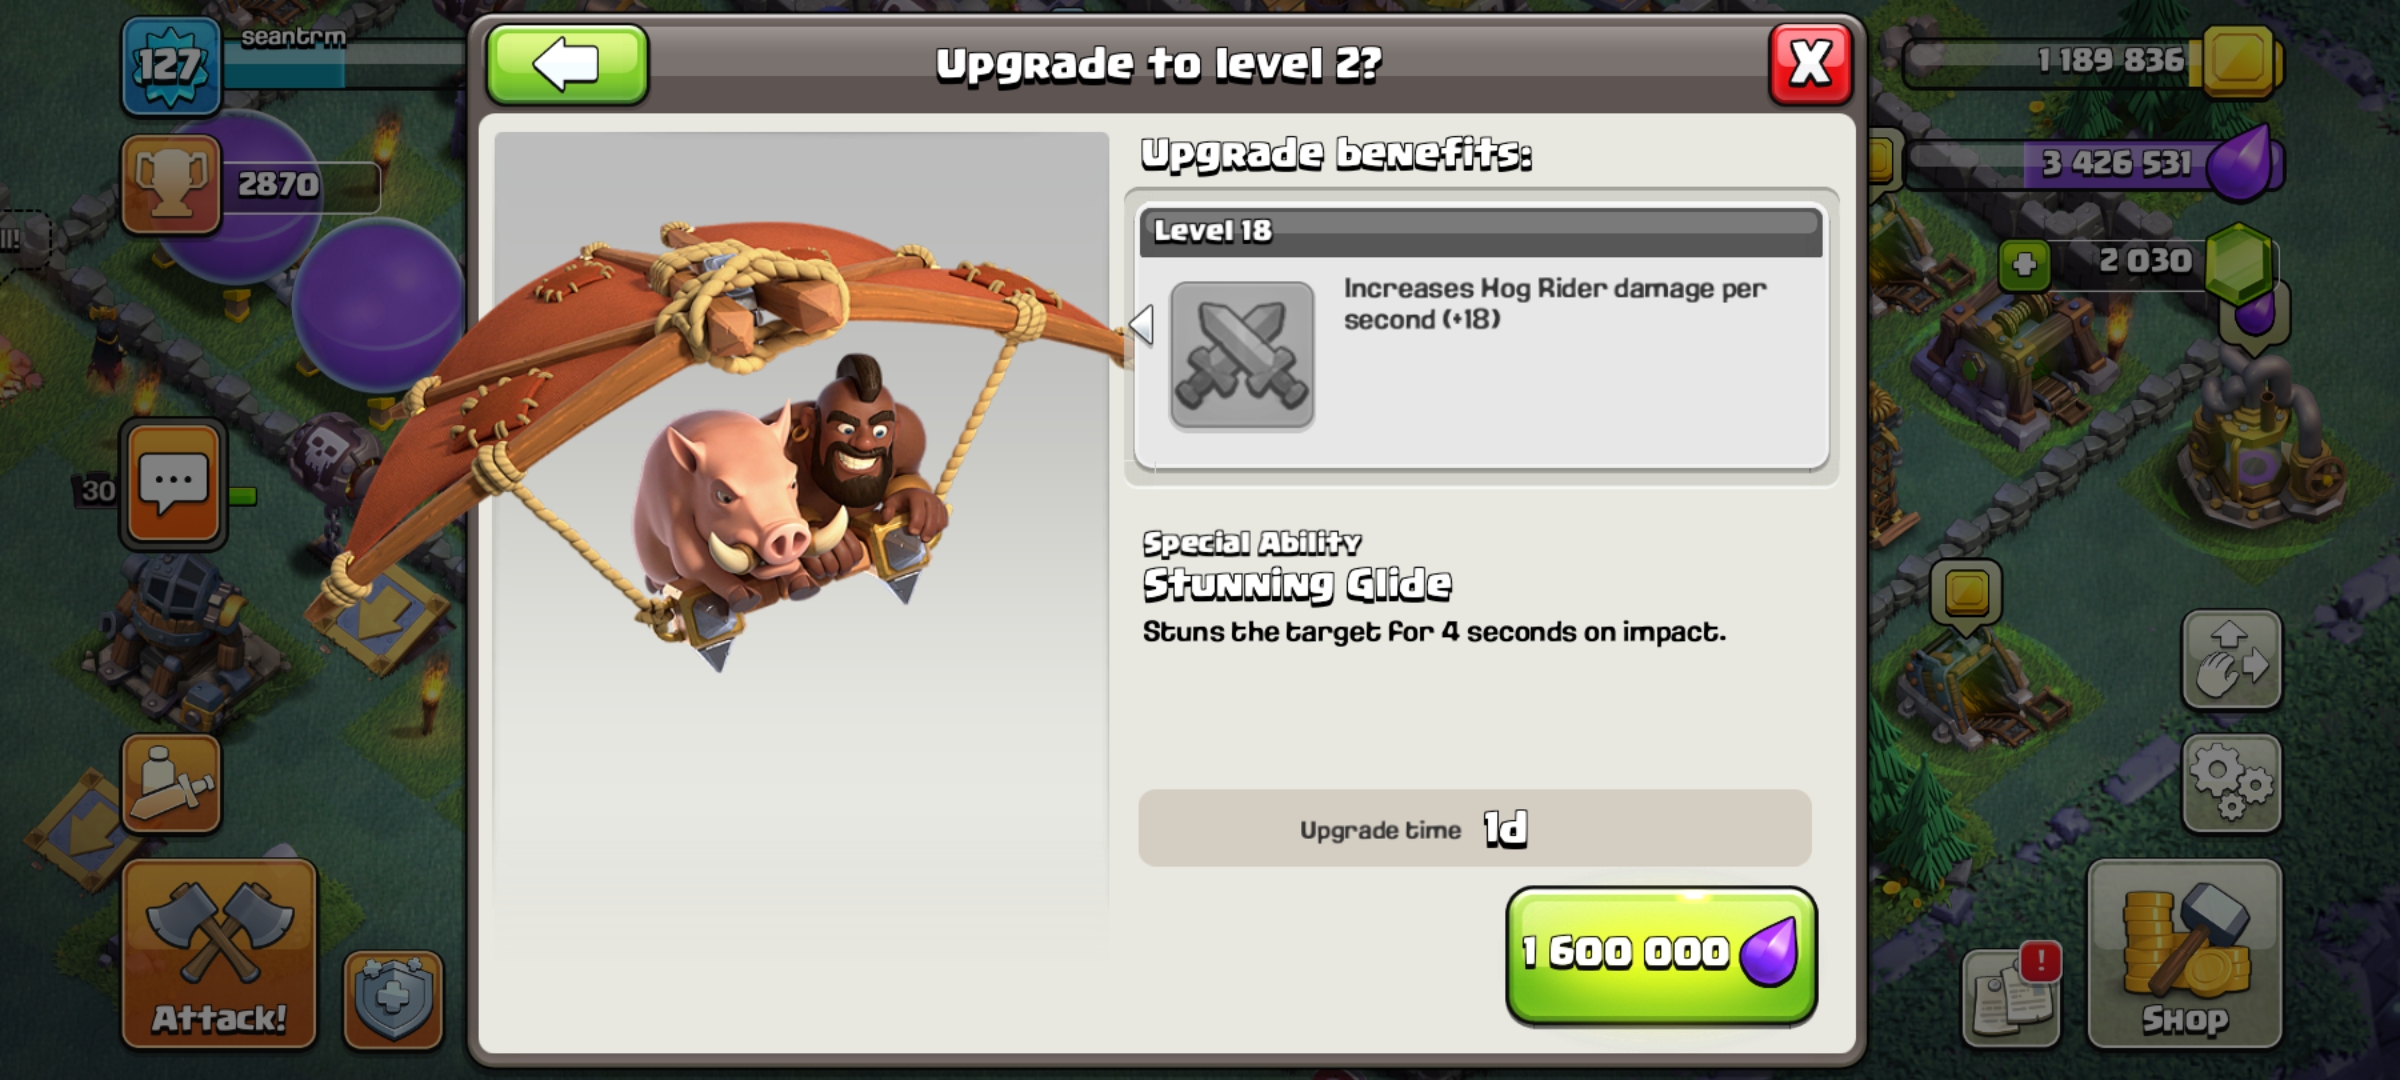 seantrm
127
2870
ll!
30
Attack!
Upgrade to level 2?
X
Upgrade benefits:
Level 18
Increases Hog Rider damage per
second (+18)
Special Ability
Stunning Glide
Stuns the target for 4 seconds on impact.
Upgrade time 1d
1 600 000
1 189 836
3 426 531
2 030
!
Shop